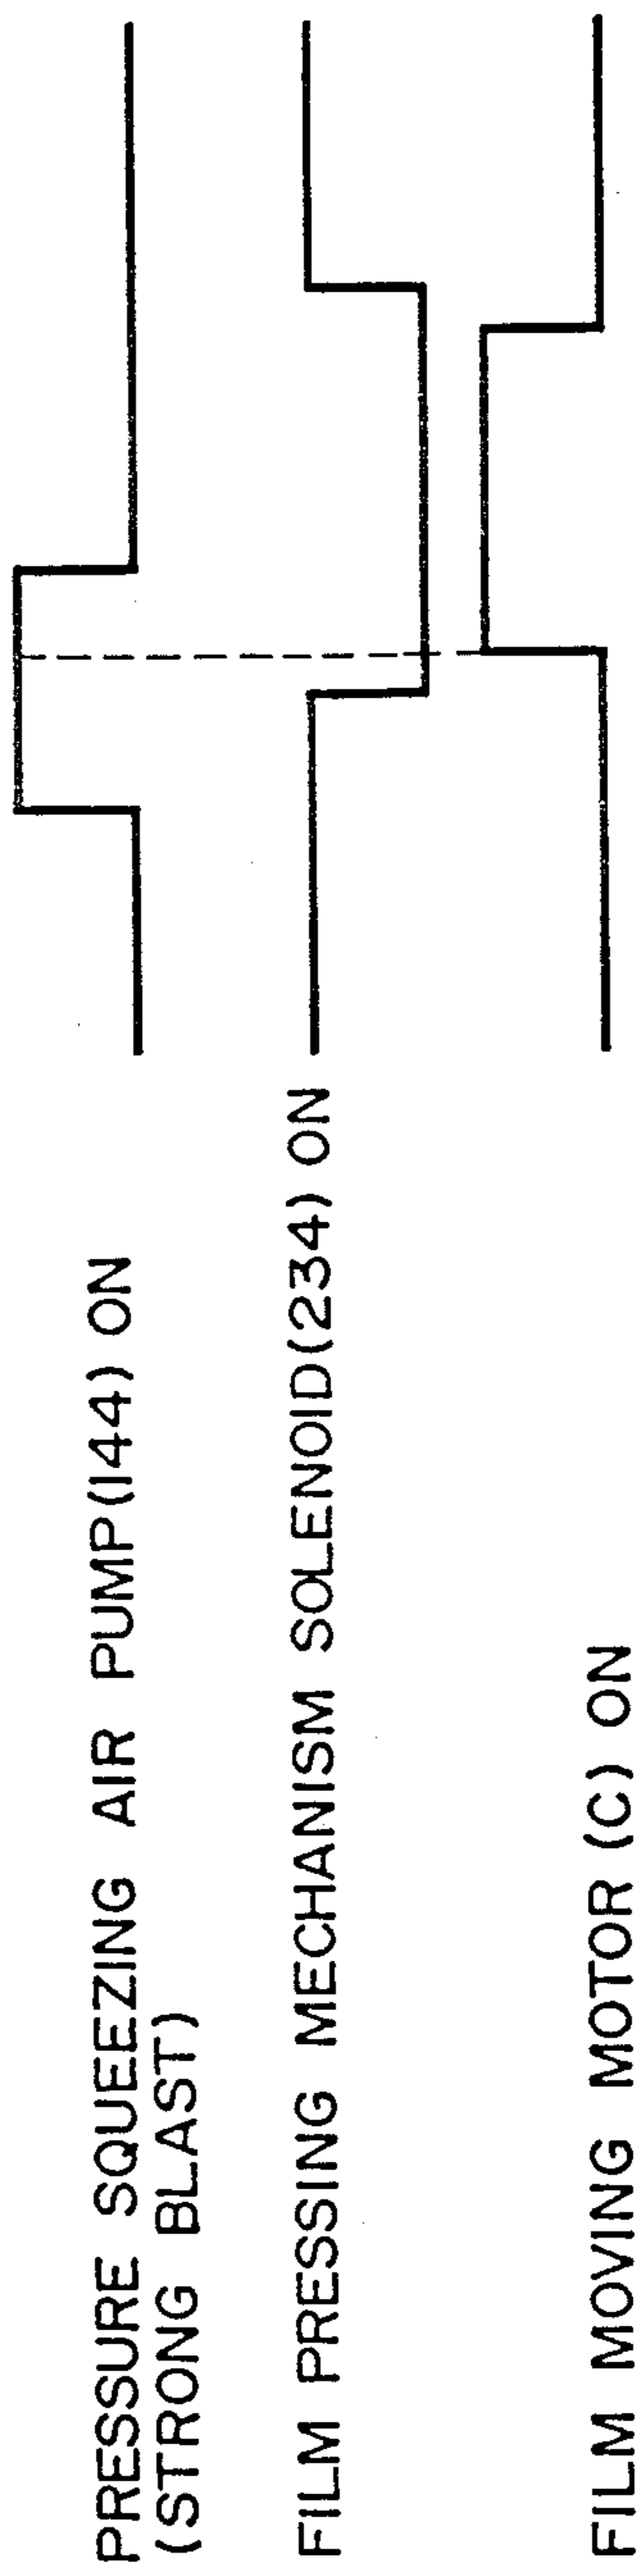 PRESSURE SQUEEZING AIR PUMP(144) ON
(STRONG BLAST)
FILM PRESSING MECHANISM SOLENOID(234) ON
FILM MOVING MOTOR (C) ON